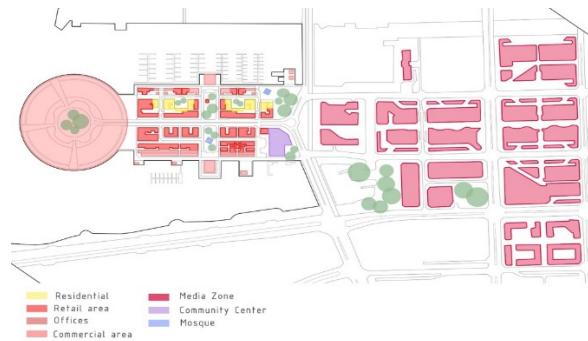 Residential
Retail area
Offices
Commercial area
Media Zone
Community Center
Mosque